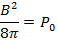 B²/8π = P₀